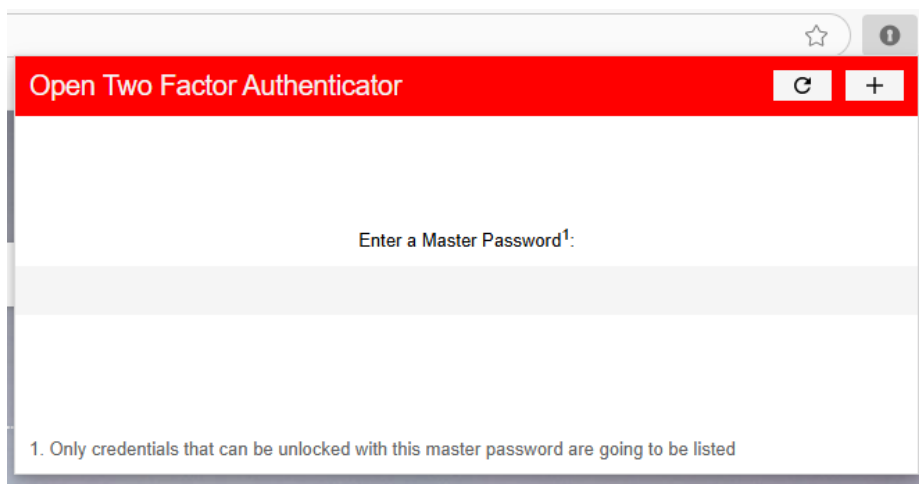 Open Two Factor Authenticator
Enter a Master Password1:
1. Only credentials that can be unlocked with this master password are going to be listed